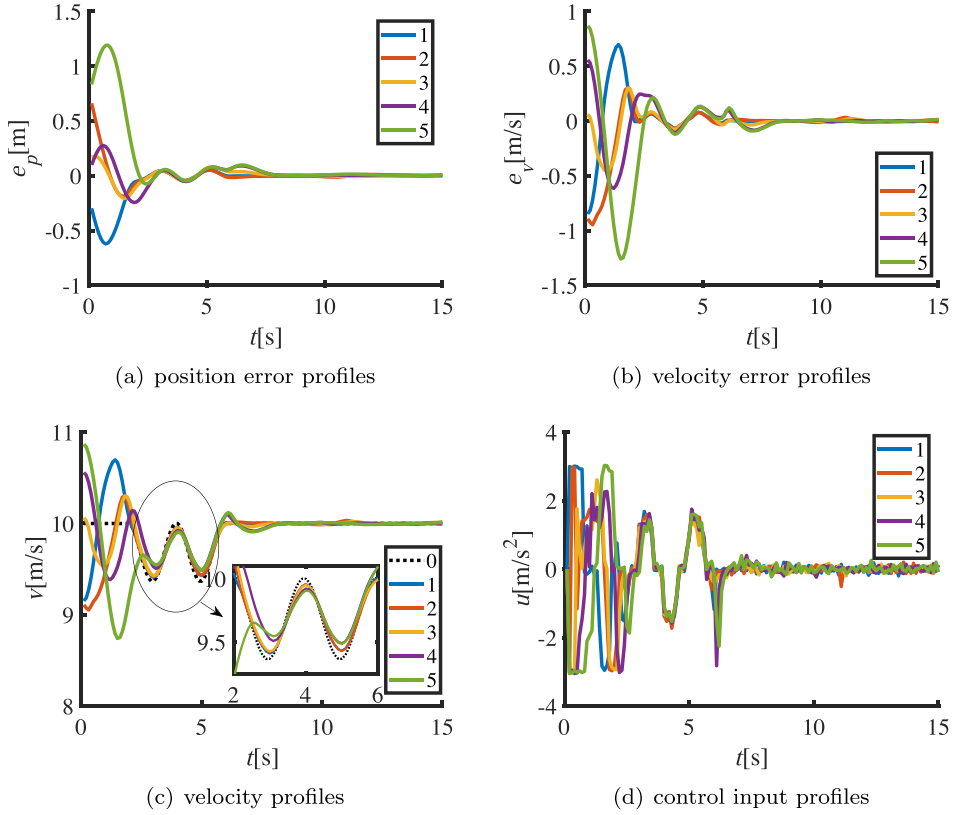 1.5
1
0.5
0
-0.5
-1
e_p[m]
0 5 10 15
t[s]
1
2
3
4
5
(a) position error profiles
1
0.5
0
-0.5
-1
-1.5
e_v[m/s]
0 5 10 15
t[s]
1
2
3
4
5
(b) velocity error profiles
11
10
9
8
v[m/s]
0 5 10 15
t[s]
0
1
2
3
4
5
10
9.5
2 4 6
(c) velocity profiles
4
2
0
-2
-4
u[m/s²]
0 5 10 15
t[s]
1
2
3
4
5
(d) control input profiles